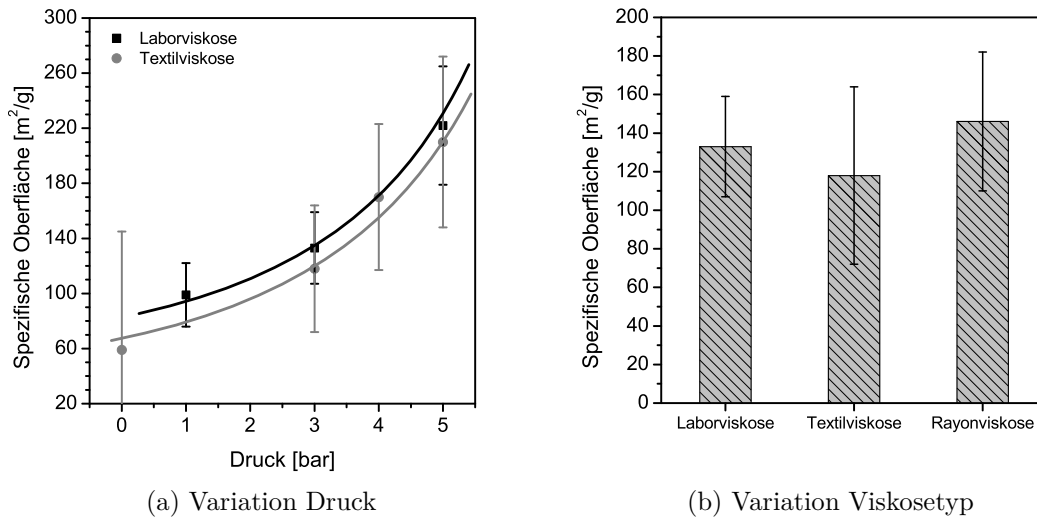 300
260
220
180
140
100
60
20
Spezifische Oberfläche [m²/g]
Laborviskose
Textilviskose
0 1 2 3 4 5
Druck [bar]
(a) Variation Druck
200
180
160
140
120
100
80
60
40
20
0
Spezifische Oberfläche [m²/g]
Laborviskose Textilviskose Rayonviskose
(b) Variation Viskosetyp